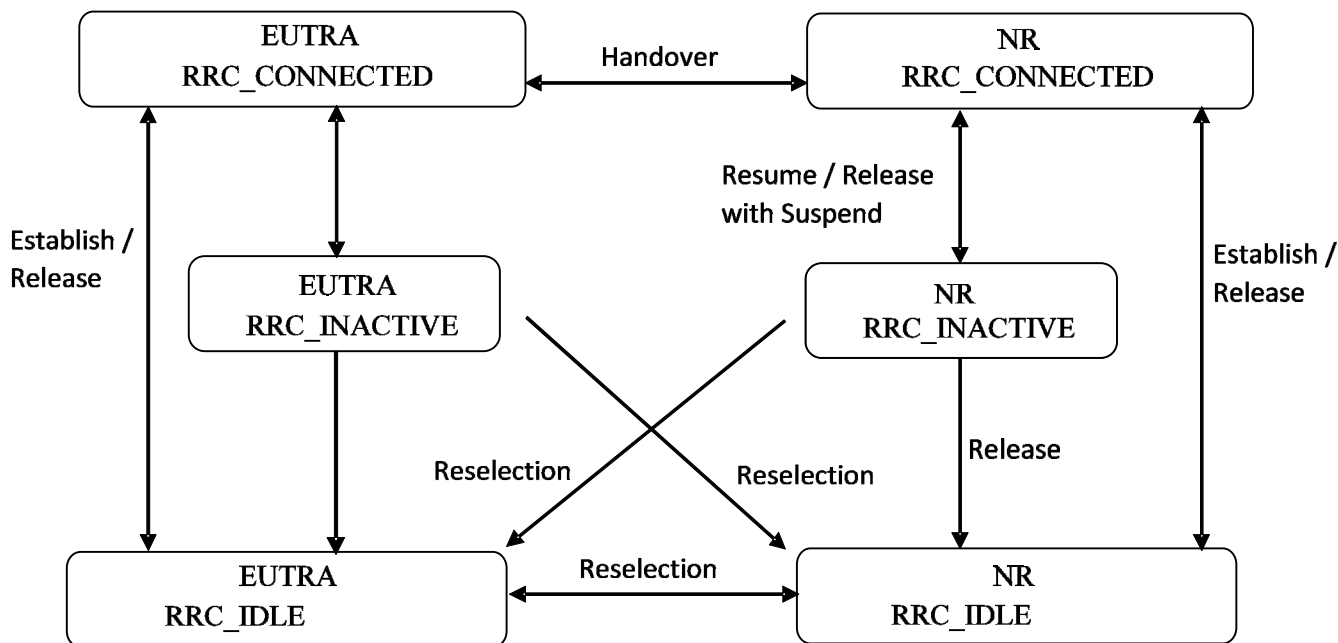 EUTRA
RRC_CONNECTED
Handover
NR
RRC_CONNECTED
Establish /
Release
Resume / Release
with Suspend
Establish /
Release
EUTRA
RRC_INACTIVE
NR
RRC_INACTIVE
Reselection
Reselection
Release
EUTRA
RRC_IDLE
Reselection
NR
RRC_IDLE